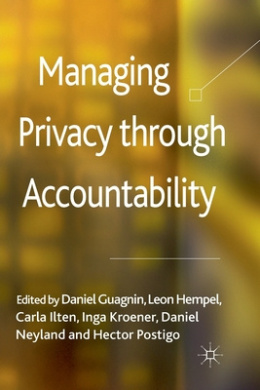 Managing
Privacy through
Accountability
Edited by Daniel Guagnin, Leon Hempel,
Carla Ilten, Inga Kroener, Daniel
Neyland and Hector Postigo